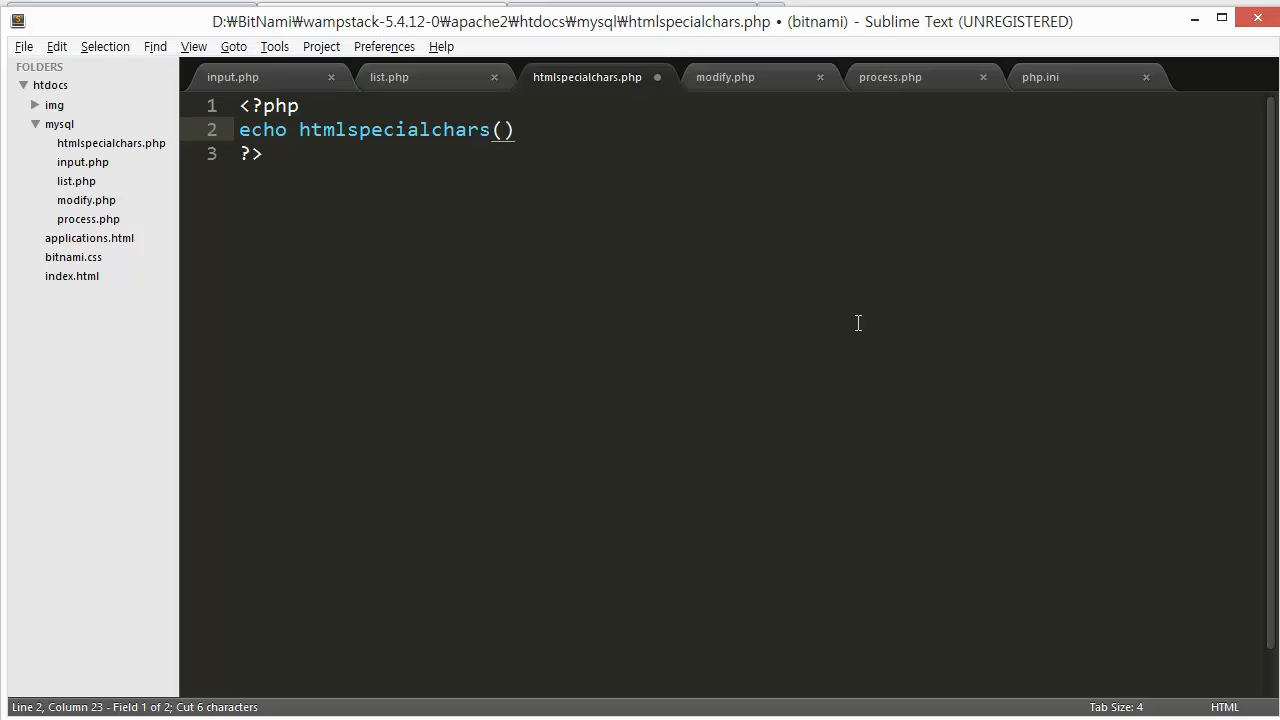 D:₩BitNami₩wampstack-5.4.12-0₩apache2₩htdocs₩mysql₩htmlspecialchars.php • (bitnami) - Sublime Text (UNREGISTERED)
File Edit Selection Find View Goto Tools Project Preferences Help
FOLDERS
htdocs
img
mysql
htmlspecialchars.php
input.php
list.php
modify.php
process.php
applications.html
bitnami.css
index.html
input.php list.php htmlspecialchars.php modify.php process.php php.ini
1 <?php
2 echo htmlspecialchars()
3 ?>
Line 2, Column 23 - Field 1 of 2; Cut 6 characters Tab Size: 4 HTML